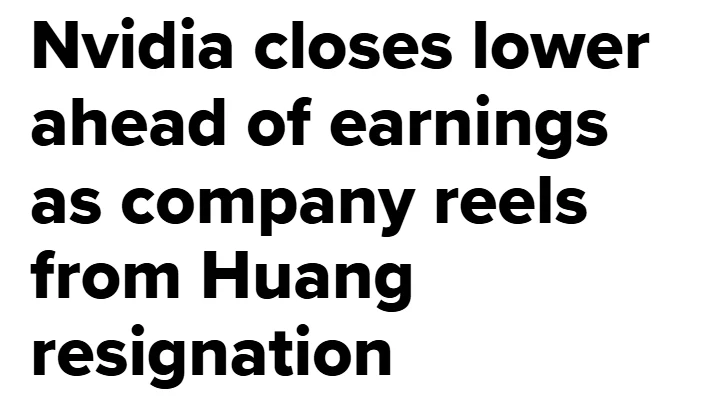 Nvidia closes lower
ahead of earnings
as company reels
from Huang
resignation